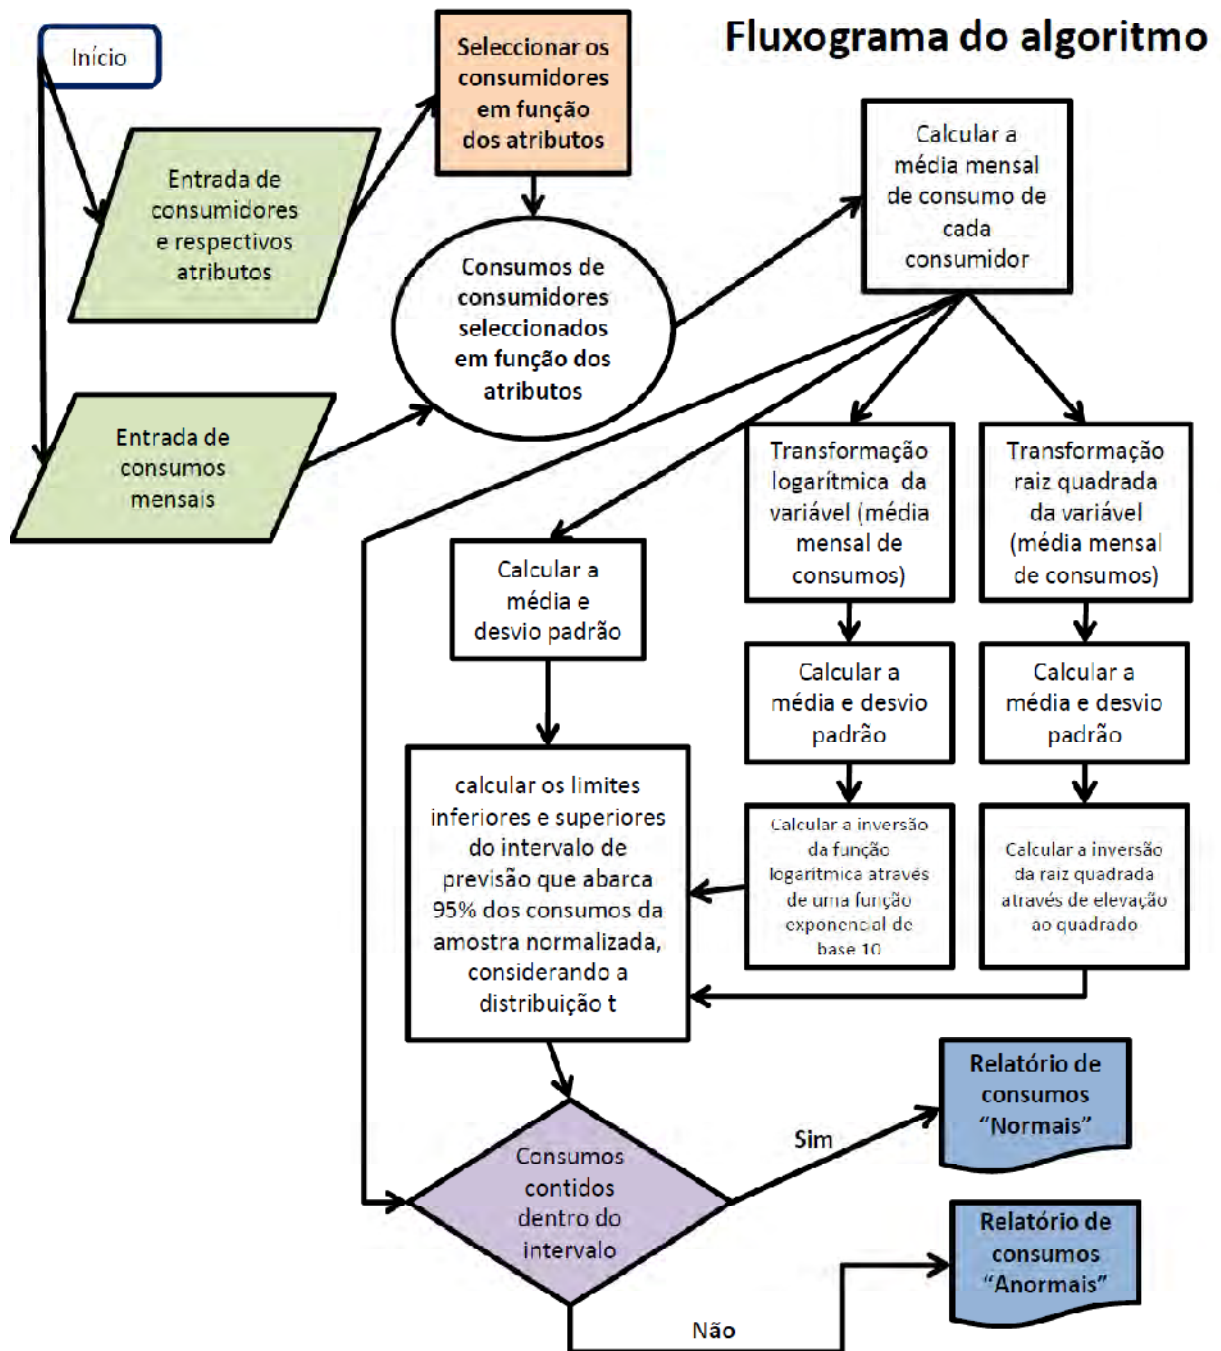 Fluxograma do algoritmo
Início
Seleccionar os
consumidores
em função
dos atributos
Entrada de
consumidores
e respectivos
atributos
Calcular a
média mensal
de consumo de
cada
consumidor
Consumos de
consumidores
seleccionados
em função dos
atributos
Entrada de
consumos
mensais
Transformação
logarítmica da
variável (média
mensal de
consumos)
Transformação
raiz quadrada
da variável
(média mensal
de consumos)
Calcular a
média e
desvio padrão
Calcular a
média e desvio
padrão
Calcular a
média e desvio
padrão
calcular os limites
inferiores e superiores
do intervalo de
previsão que abarca
95% dos consumos da
amostra normalizada,
considerando a
distribuição t
Calcular a inversão
da função
logarítmica através
de uma função
exponencial de
base 10
Calcular a inversão
da raiz quadrada
através de elevação
ao quadrado
Relatório de
consumos
“Normais”
Sim
Consumos
contidos
dentro do
intervalo
Relatório de
consumos
“Anormais”
Não